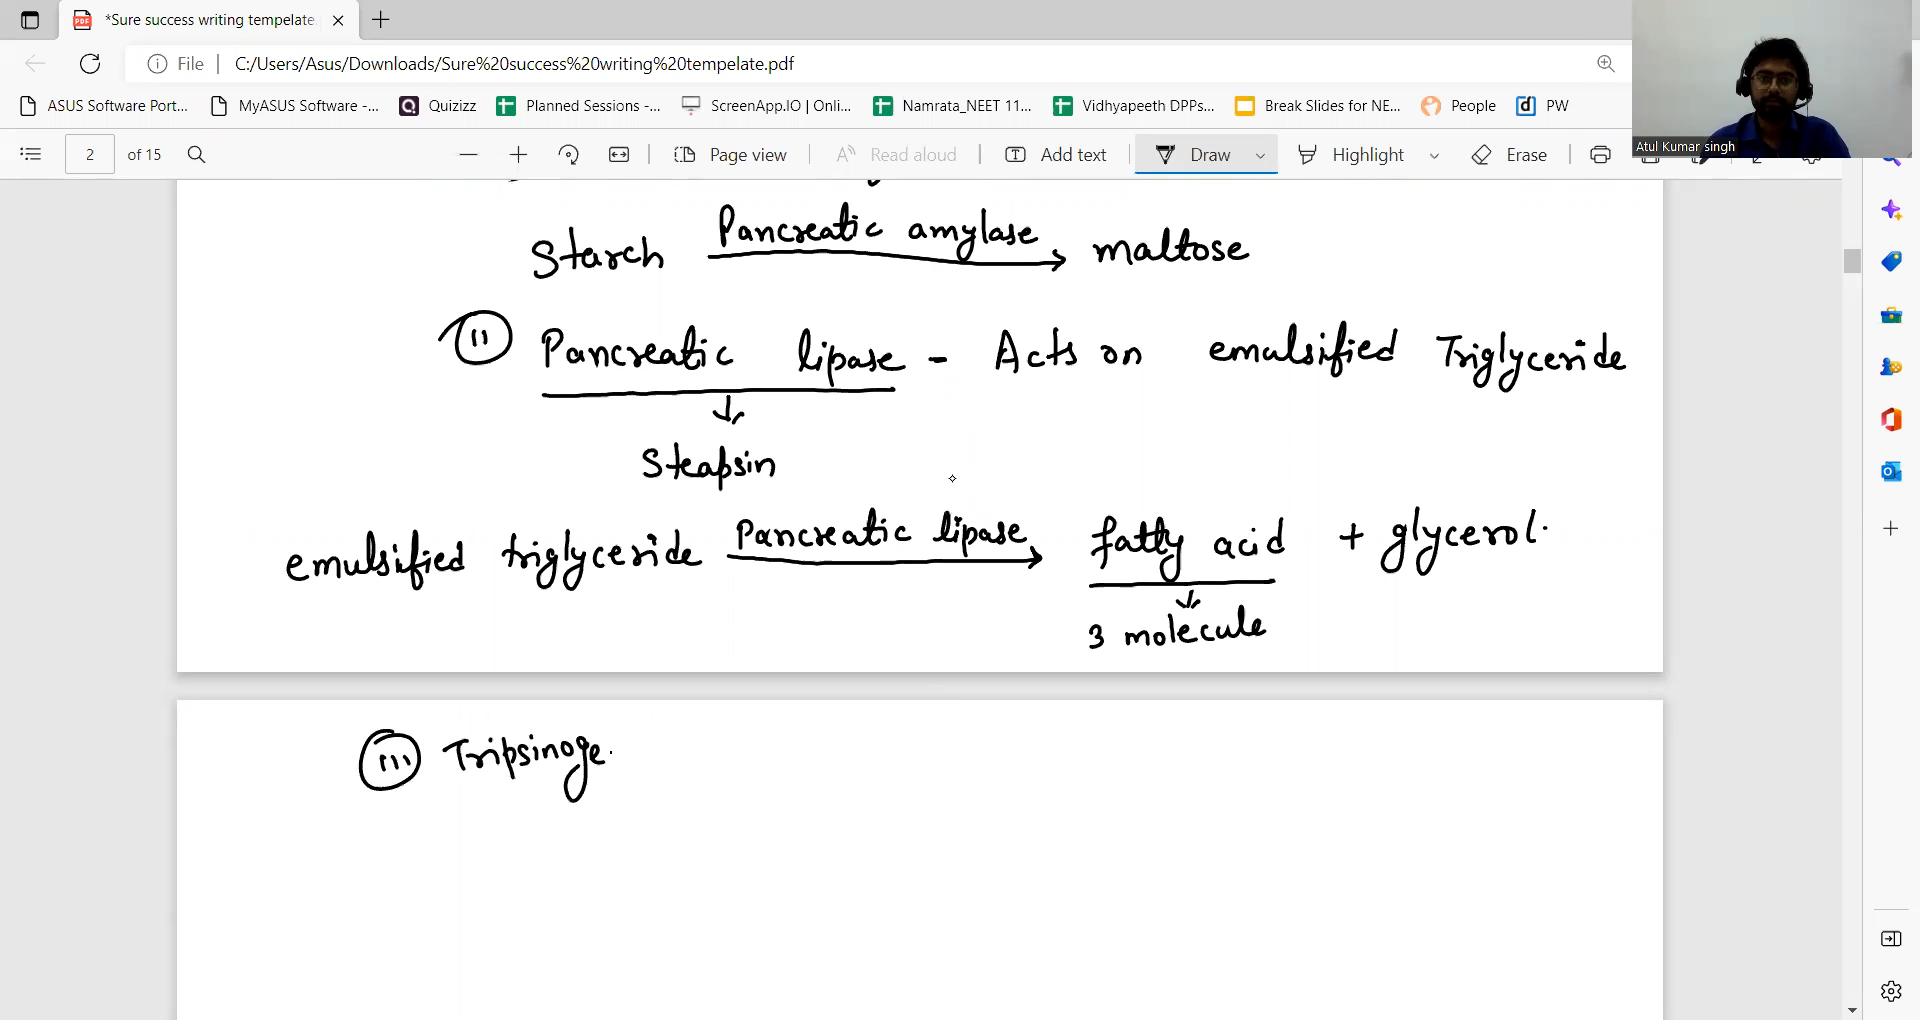 *Sure success writing tempelate
File | C:/Users/Asus/Downloads/Sure%20success%20writing%20tempelate.pdf
ASUS Software Port... MyASUS Software -... Quizizz Planned Sessions -... ScreenApp.IO | Onli... Namrata_NEET 11... Vidhyapeeth DPPs... Break Slides for NE... People PW
Atul Kumar singh
2 of 15 Page view Read aloud Add text Draw Highlight Erase
Starch Pancreatic amylase → maltose
(ii) Pancreatic lipase - Acts on emulsified Triglyceride
↓
Steapsin
emulsified triglyceride Pancreatic lipase → fatty acid + glycerol.
↓
3 molecule
(iii) Tripsinoge